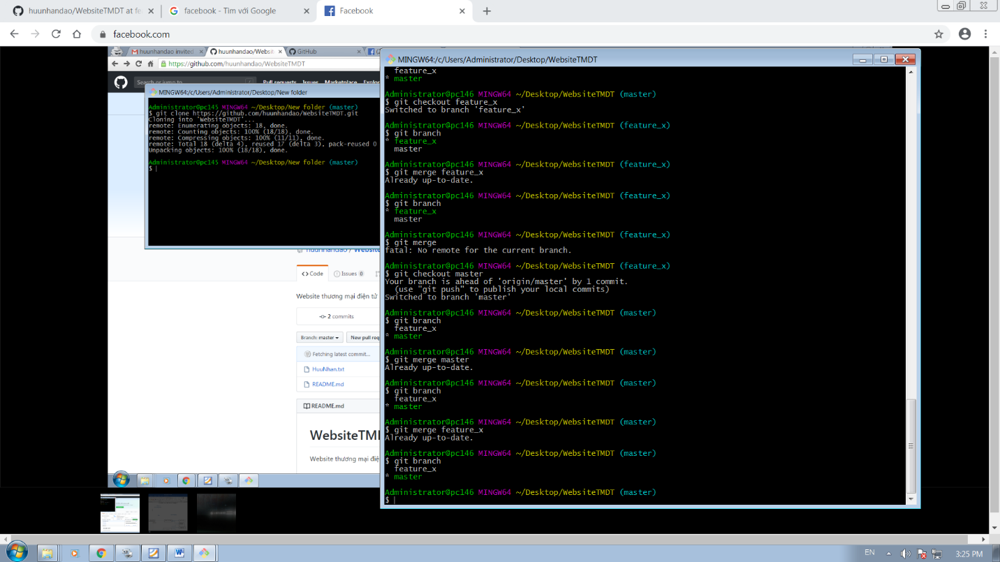 huunhandao/WebsiteTMDT at fe
facebook - Tìm với Google
Facebook
facebook.com
huunhandao invited
huunhandao/Websit
GitHub
https://github.com/huunhandao/WebsiteTMDT
Search or jump to...
Pull requests Issues Marketplace Explor
MINGW64:/c/Users/Administrator/Desktop/New folder
Administrator@pc145 MINGW64 ~/Desktop/New folder (master)
$ git clone https://github.com/huunhandao/WebsiteTMDT.git
Cloning into 'WebsiteTMDT'...
remote: Enumerating objects: 18, done.
remote: Counting objects: 100% (18/18), done.
remote: Compressing objects: 100% (11/11), done.
remote: Total 18 (delta 4), reused 17 (delta 3), pack-reused 0
Unpacking objects: 100% (18/18), done.
Administrator@pc145 MINGW64 ~/Desktop/New folder (master)
$
huunhandao / Websit
Code
Issues 0
Website thương mại điện tử
2 commits
Branch: master
New pull req
Fetching latest commit...
HuuNhan.txt
README.md
README.md
WebsiteTMD
Website thương mại điệ
MINGW64:/c/Users/Administrator/Desktop/WebsiteTMDT
feature_x
* master
Administrator@pc146 MINGW64 ~/Desktop/WebsiteTMDT (master)
$ git checkout feature_x
Switched to branch 'feature_x'
Administrator@pc146 MINGW64 ~/Desktop/WebsiteTMDT (feature_x)
$ git branch
* feature_x
master
Administrator@pc146 MINGW64 ~/Desktop/WebsiteTMDT (feature_x)
$ git merge feature_x
Already up-to-date.
Administrator@pc146 MINGW64 ~/Desktop/WebsiteTMDT (feature_x)
$ git branch
* feature_x
master
Administrator@pc146 MINGW64 ~/Desktop/WebsiteTMDT (feature_x)
$ git merge
fatal: No remote for the current branch.
Administrator@pc146 MINGW64 ~/Desktop/WebsiteTMDT (feature_x)
$ git checkout master
Your branch is ahead of 'origin/master' by 1 commit.
(use "git push" to publish your local commits)
Switched to branch 'master'
Administrator@pc146 MINGW64 ~/Desktop/WebsiteTMDT (master)
$ git branch
feature_x
* master
Administrator@pc146 MINGW64 ~/Desktop/WebsiteTMDT (master)
$ git merge master
Already up-to-date.
Administrator@pc146 MINGW64 ~/Desktop/WebsiteTMDT (master)
$ git branch
feature_x
* master
Administrator@pc146 MINGW64 ~/Desktop/WebsiteTMDT (master)
$ git merge feature_x
Already up-to-date.
Administrator@pc146 MINGW64 ~/Desktop/WebsiteTMDT (master)
$ git branch
feature_x
* master
Administrator@pc146 MINGW64 ~/Desktop/WebsiteTMDT (master)
$
EN
3:25 PM